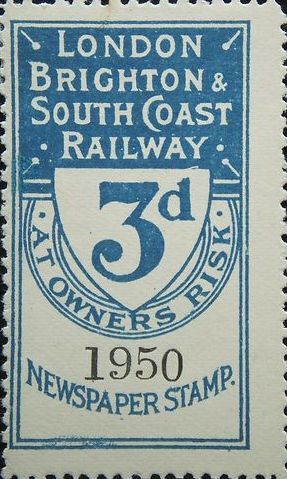 LONDON
BRIGHTON &
SOUTH COAST
· RAILWAY ·
3d
· AT OWNERS RISK ·
1950
NEWSPAPER STAMP.